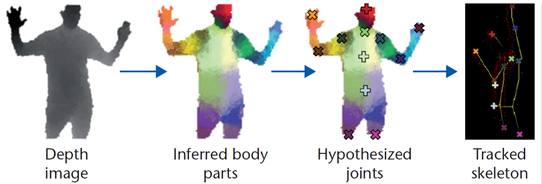 Depth
image
Inferred body
parts
Hypothesized
joints
Tracked
skeleton